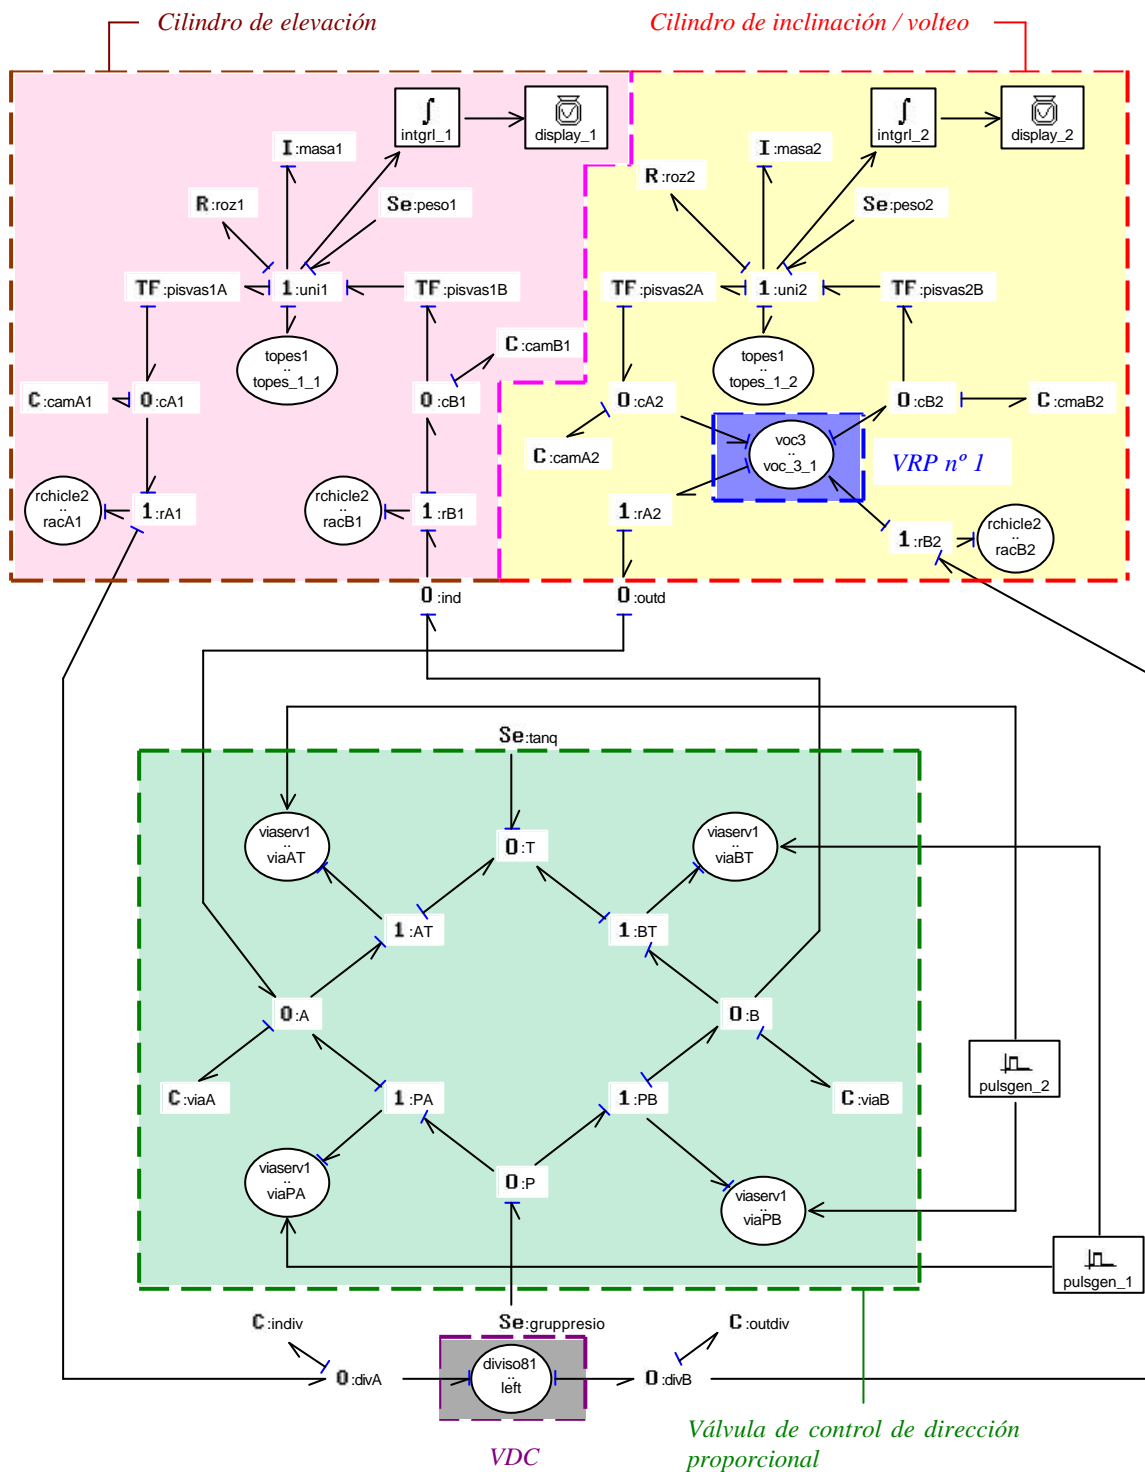 Cilindro de elevación
Cilindro de inclinación / volteo
∫
intgrl_1
display_1
∫
intgrl_2
display_2
I :masa1
I :masa2
R :roz1
Se :peso1
R :roz2
Se :peso2
TF :pisvas1A
1 :uni1
TF :pisvas1B
TF :pisvas2A
1 :uni2
TF :pisvas2B
topes1
..
topes_1_1
C :camB1
topes1
..
topes_1_2
C :camA1
0 :cA1
0 :cB1
0 :cA2
0 :cB2
C :cmaB2
voc3
..
voc_3_1
C :camA2
VRP nº 1
rchicle2
..
racA1
1 :rA1
rchicle2
..
racB1
1 :rB1
1 :rA2
1 :rB2
rchicle2
..
racB2
0 :ind
0 :outd
Se :tanq
viaserv1
..
viaAT
0 :T
viaserv1
..
viaBT
1 :AT
1 :BT
0 :A
0 :B
pulsgen_2
C :viaA
1 :PA
1 :PB
C :viaB
viaserv1
..
viaPA
0 :P
viaserv1
..
viaPB
pulsgen_1
C :indiv
Se :gruppresio
C :outdiv
0 :divA
diviso81
..
left
0 :divB
VDC
Válvula de control de dirección
proporcional